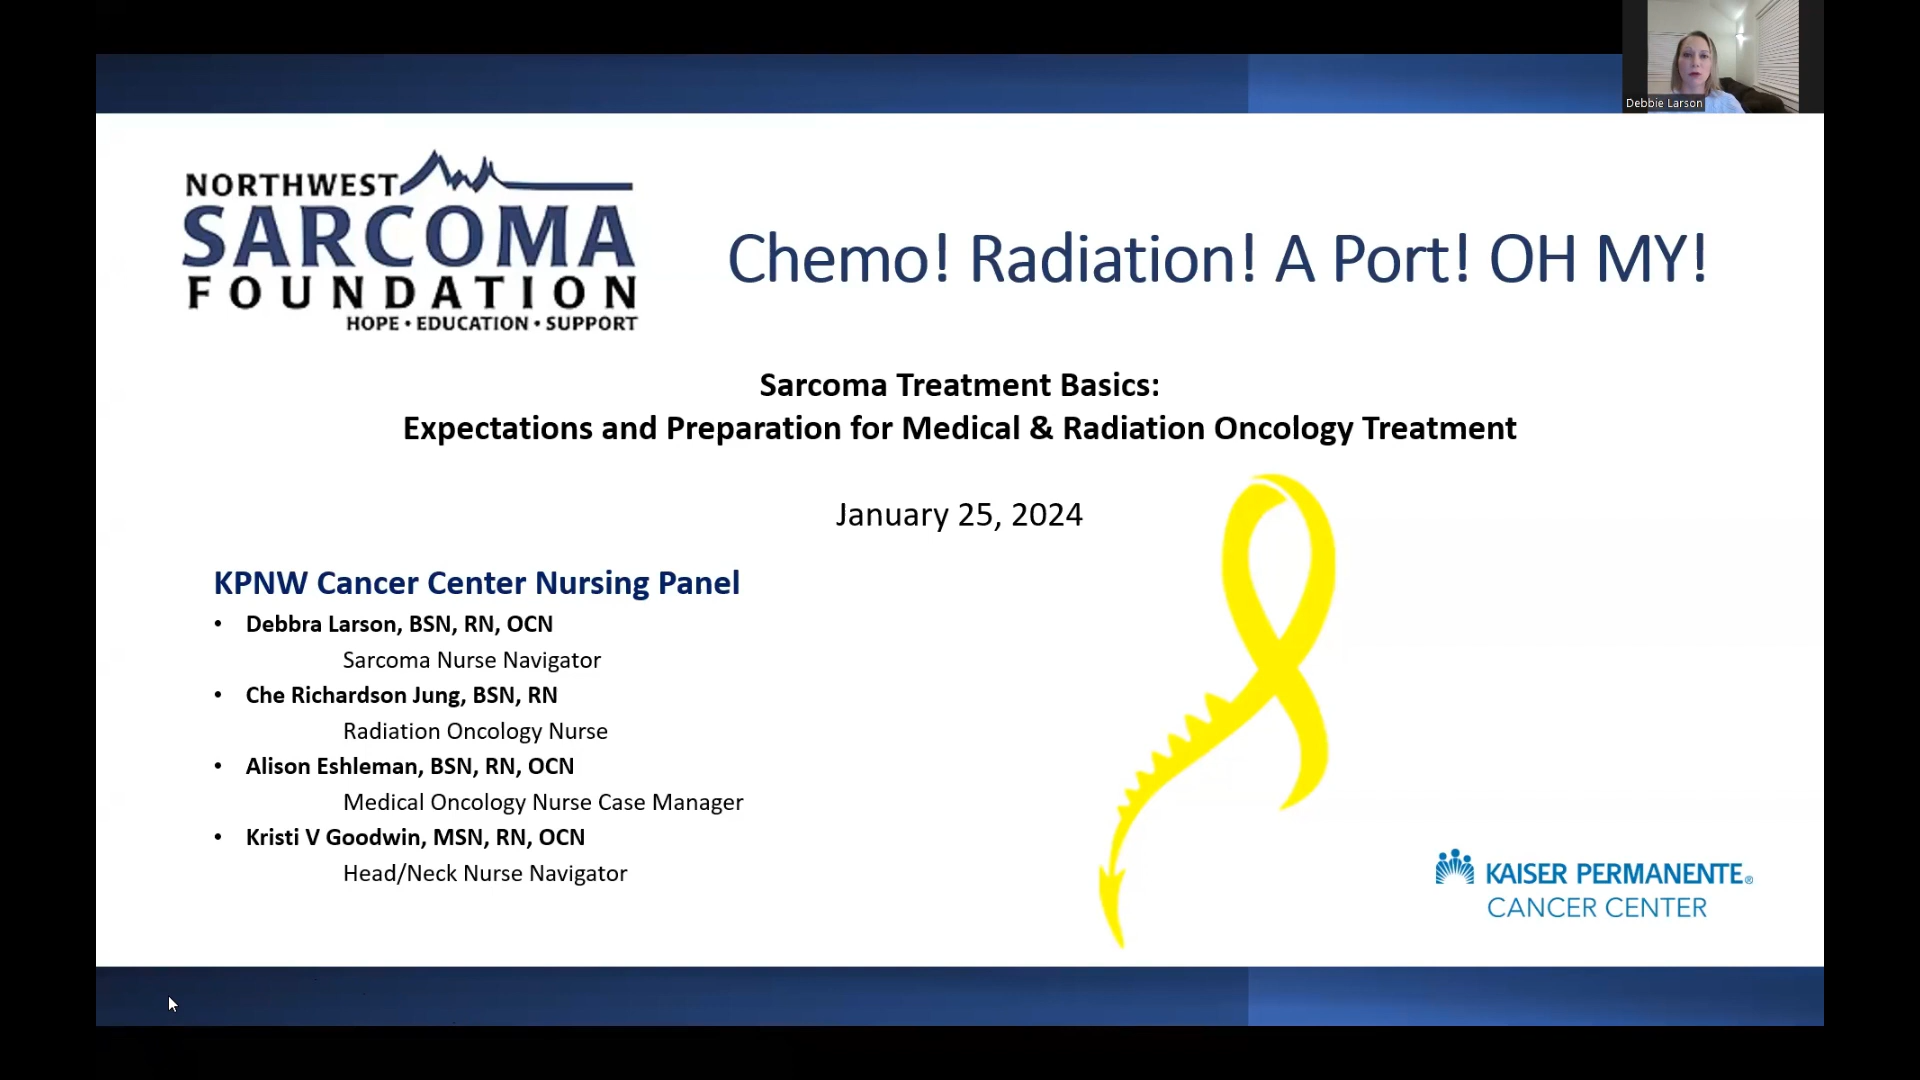 Debbie Larson
NORTHWEST
SARCOMA
FOUNDATION
HOPE • EDUCATION • SUPPORT
Chemo! Radiation! A Port! OH MY!
Sarcoma Treatment Basics:
Expectations and Preparation for Medical & Radiation Oncology Treatment
January 25, 2024
KPNW Cancer Center Nursing Panel
• Debbra Larson, BSN, RN, OCN
Sarcoma Nurse Navigator
• Che Richardson Jung, BSN, RN
Radiation Oncology Nurse
• Alison Eshleman, BSN, RN, OCN
Medical Oncology Nurse Case Manager
• Kristi V Goodwin, MSN, RN, OCN
Head/Neck Nurse Navigator
KAISER PERMANENTE®
CANCER CENTER